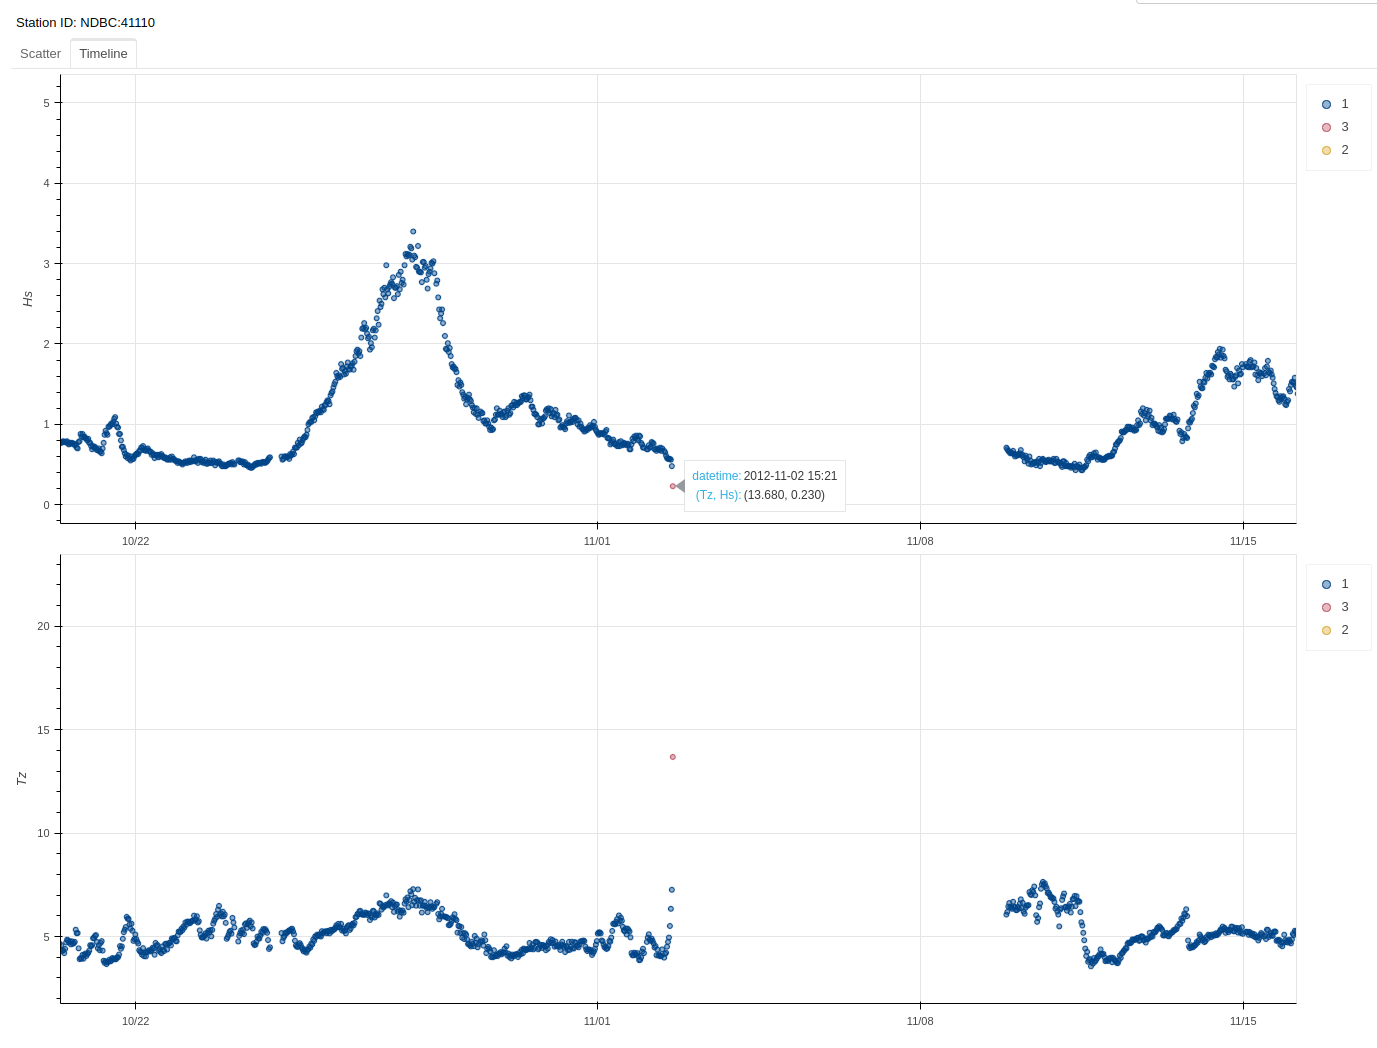 Station ID: NDBC:41110
Scatter Timeline
5
4
3
2
1
0
Hs
1
3
2
datetime: 2012-11-02 15:21
(Tz, Hs): (13.680, 0.230)
10/22 11/01 11/08 11/15
20
15
10
5
Tz
1
3
2
10/22 11/01 11/08 11/15